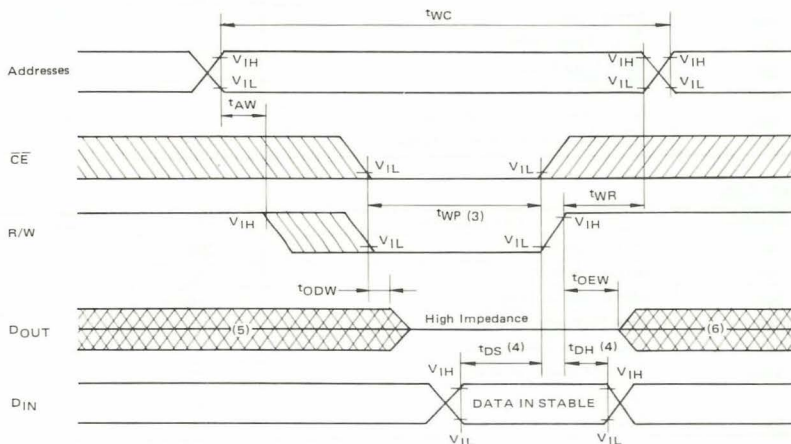 tWC
Addresses
VIH
VIL
VIH
VIL
VIH
VIL
tAW
CE
VIL
VIL
tWR
R/W
VIH
VIL
tWP (3)
VIL
VIH
tODW
tOEW
DOUT
(5)
High Impedance
(6)
tDS (4)
tDH (4)
VIH
VIH
DIN
DATA IN STABLE
VIL
VIL